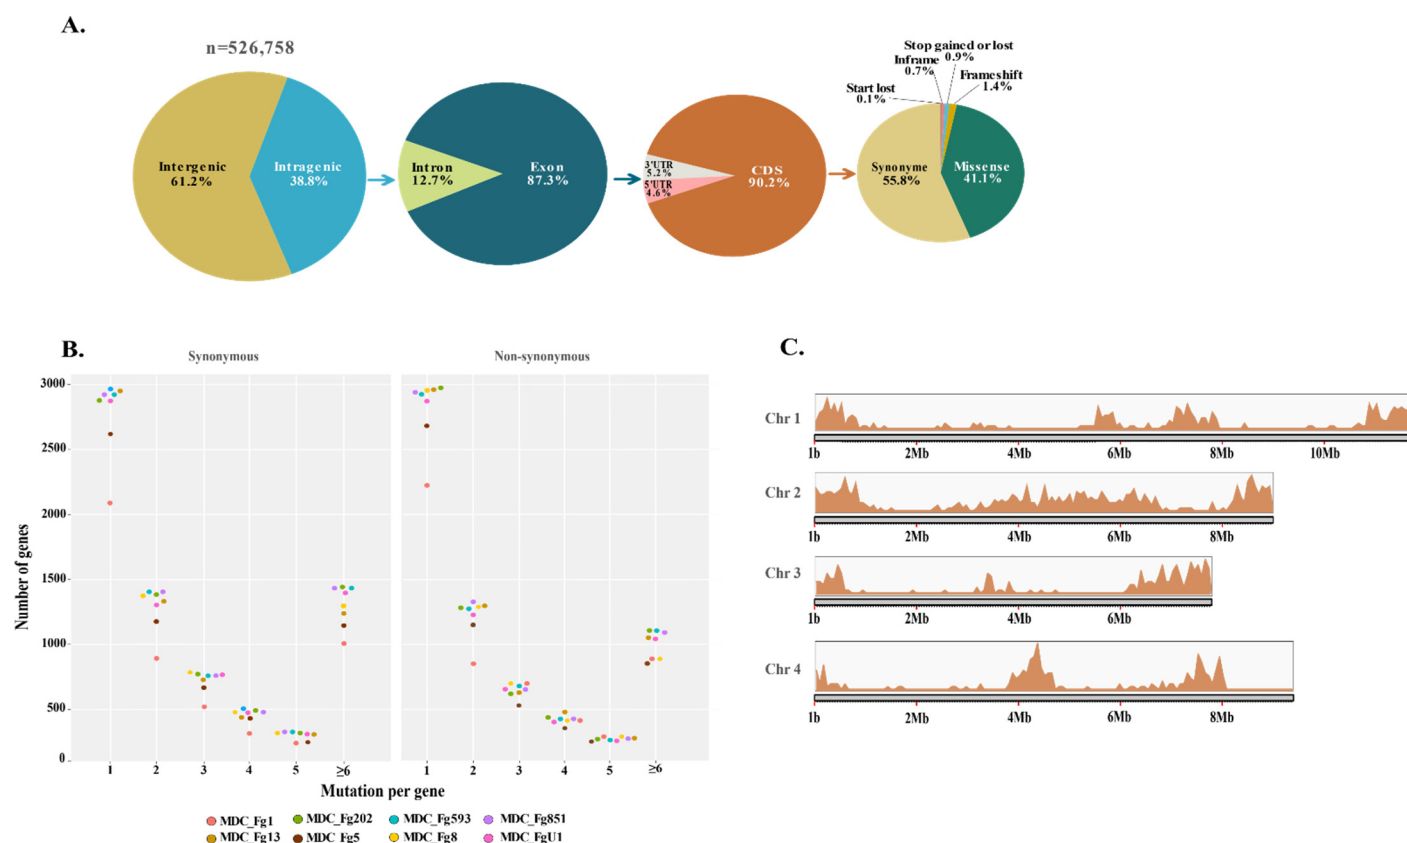 A.
n=526,758
Intergenic
61.2%
Intragenic
38.8%
Intron
12.7%
Exon
87.3%
3'UTR
5.2%
5'UTR
4.6%
CDS
90.2%
Stop gained or lost
0.9%
Inframe
0.7%
Frameshift
1.4%
Start lost
0.1%
Synonyme
55.8%
Missense
41.1%
B.
Synonymous
Non-synonymous
Number of genes
3000
2500
2000
1500
1000
500
0
1 2 3 4 5 ≥6
1 2 3 4 5 ≥6
Mutation per gene
MDC_Fg1 MDC_Fg202 MDC_Fg593 MDC_Fg851
MDC_Fg13 MDC_Fg5 MDC_Fg8 MDC_FgU1
C.
Chr 1
1b 2Mb 4Mb 6Mb 8Mb 10Mb
Chr 2
1b 2Mb 4Mb 6Mb 8Mb
Chr 3
1b 2Mb 4Mb 6Mb
Chr 4
1b 2Mb 4Mb 6Mb 8Mb